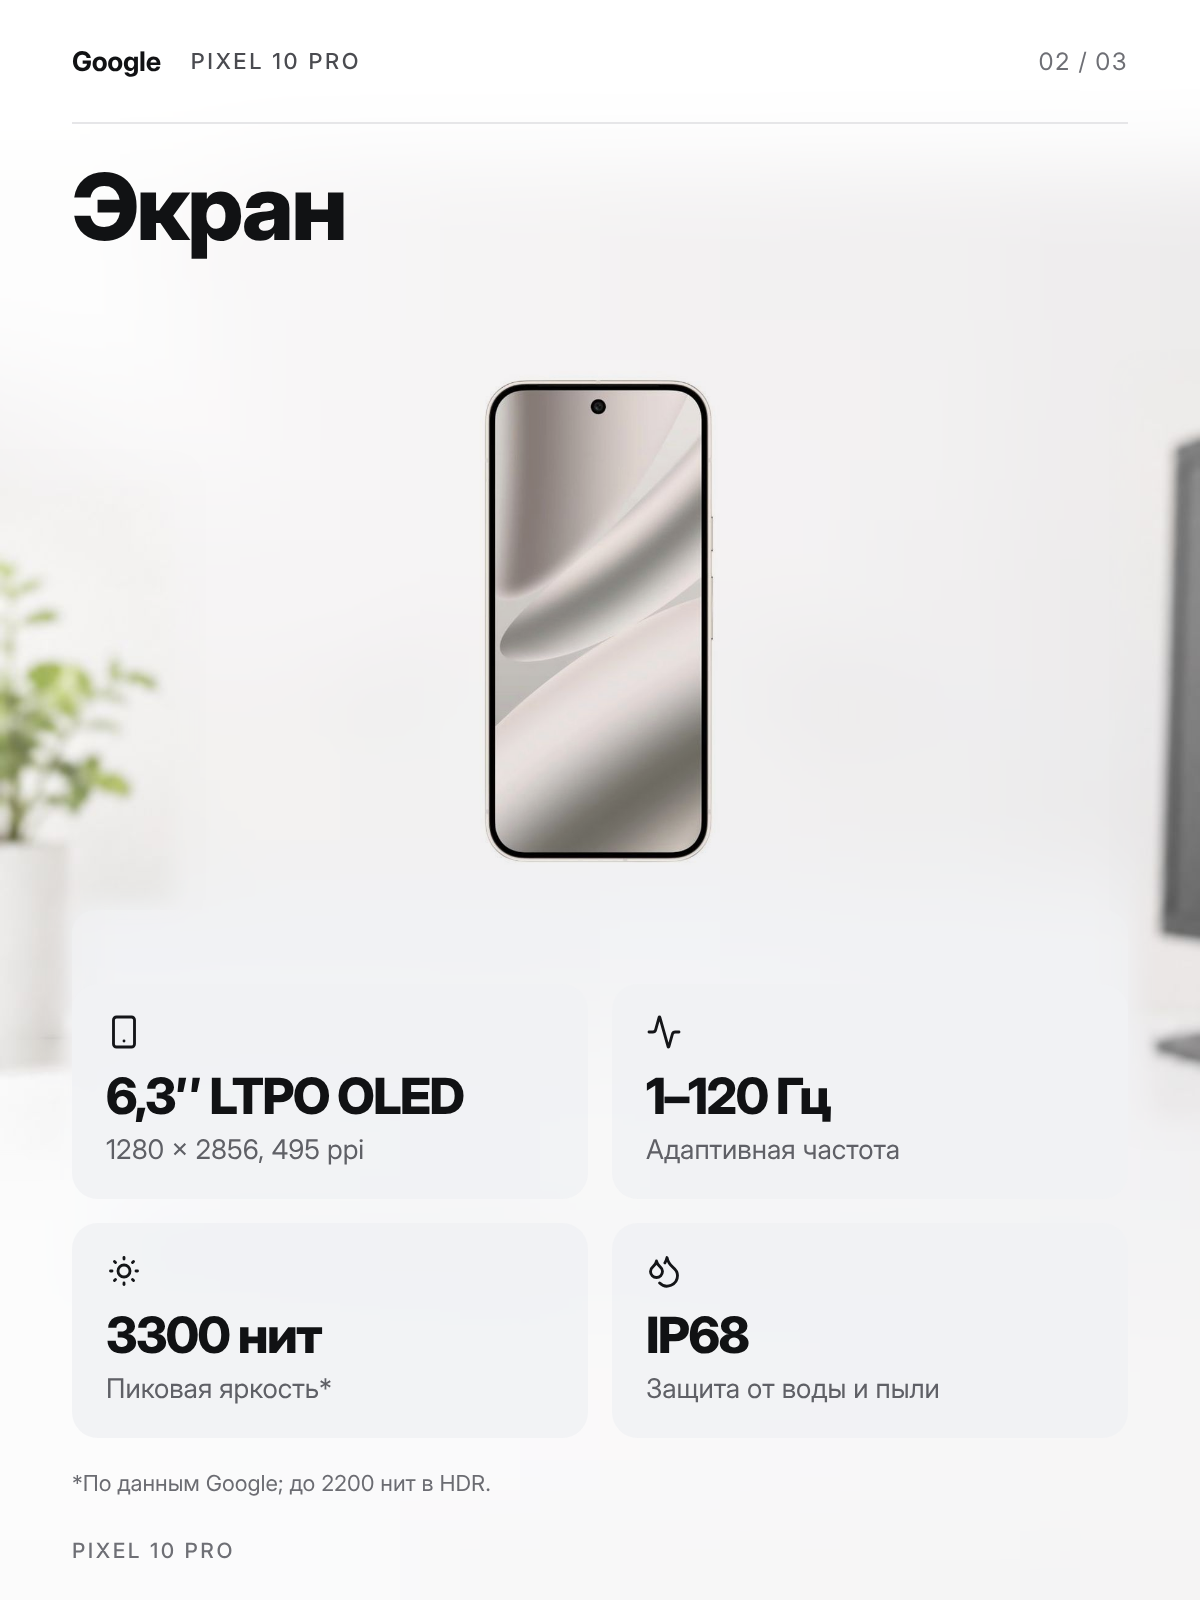 Google PIXEL 10 PRO 02 / 03
Экран
6,3″ LTPO OLED
1280 × 2856, 495 ppi
1–120 Гц
Адаптивная частота
3300 нит
Пиковая яркость*
IP68
Защита от воды и пыли
*По данным Google; до 2200 нит в HDR.
PIXEL 10 PRO